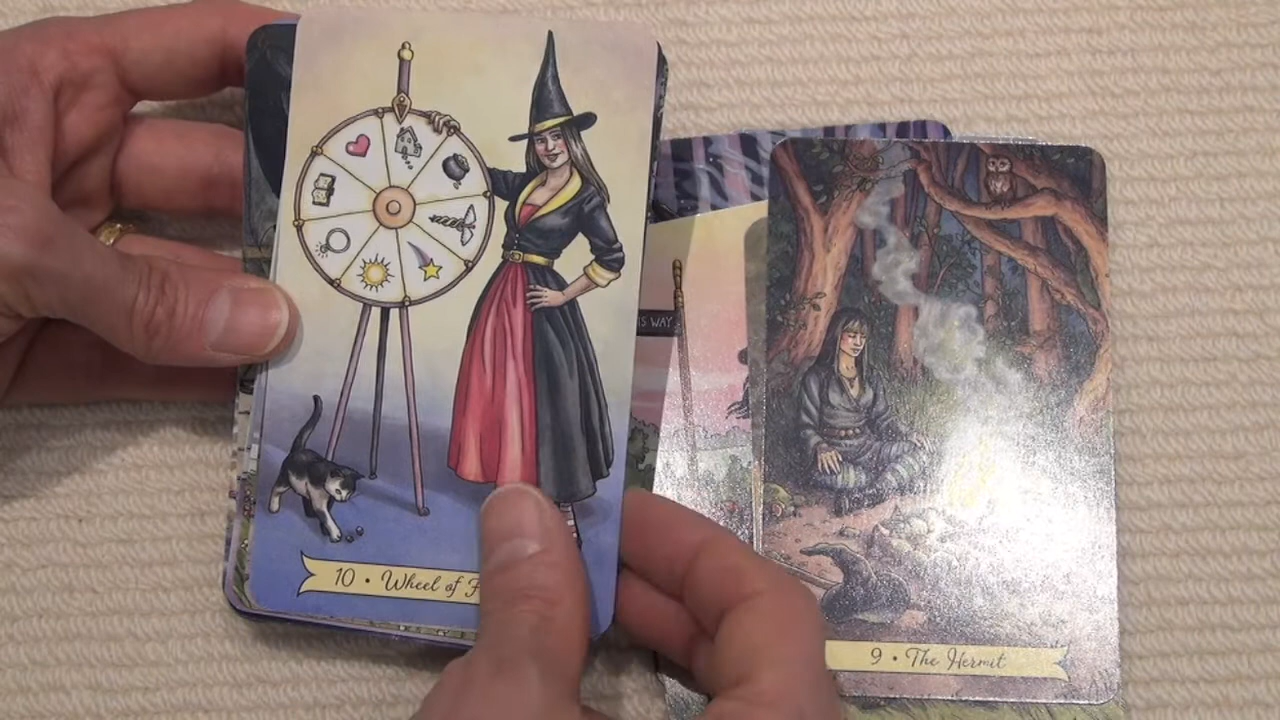 10 • Wheel of
IS WAY
9 • The Hermit